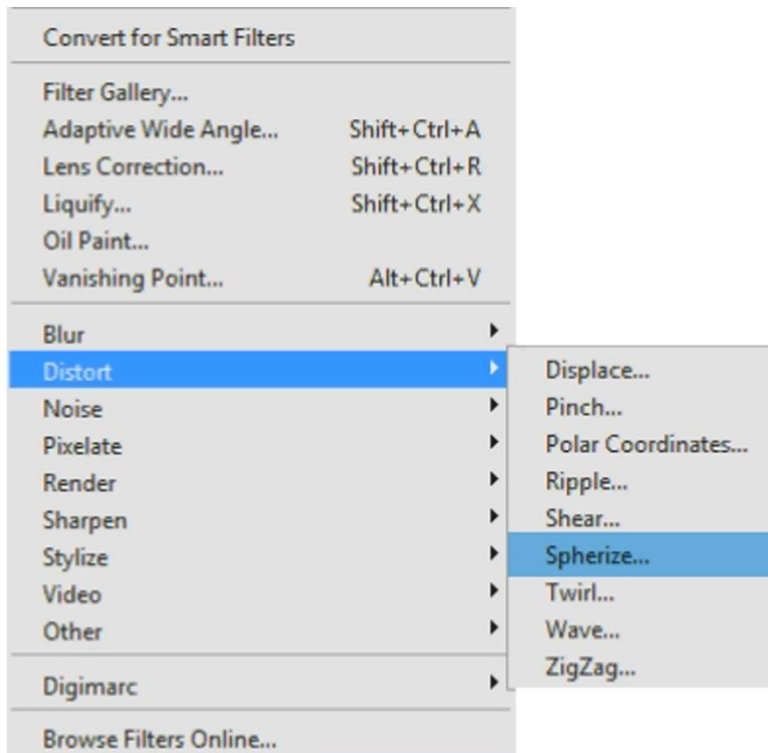 Convert for Smart Filters
Filter Gallery...
Adaptive Wide Angle... Shift+Ctrl+A
Lens Correction... Shift+Ctrl+R
Liquify... Shift+Ctrl+X
Oil Paint...
Vanishing Point... Alt+Ctrl+V
Blur
Distort
Noise
Pixelate
Render
Sharpen
Stylize
Video
Other
Digimarc
Browse Filters Online...
Displace...
Pinch...
Polar Coordinates...
Ripple...
Shear...
Spherize...
Twirl...
Wave...
ZigZag...